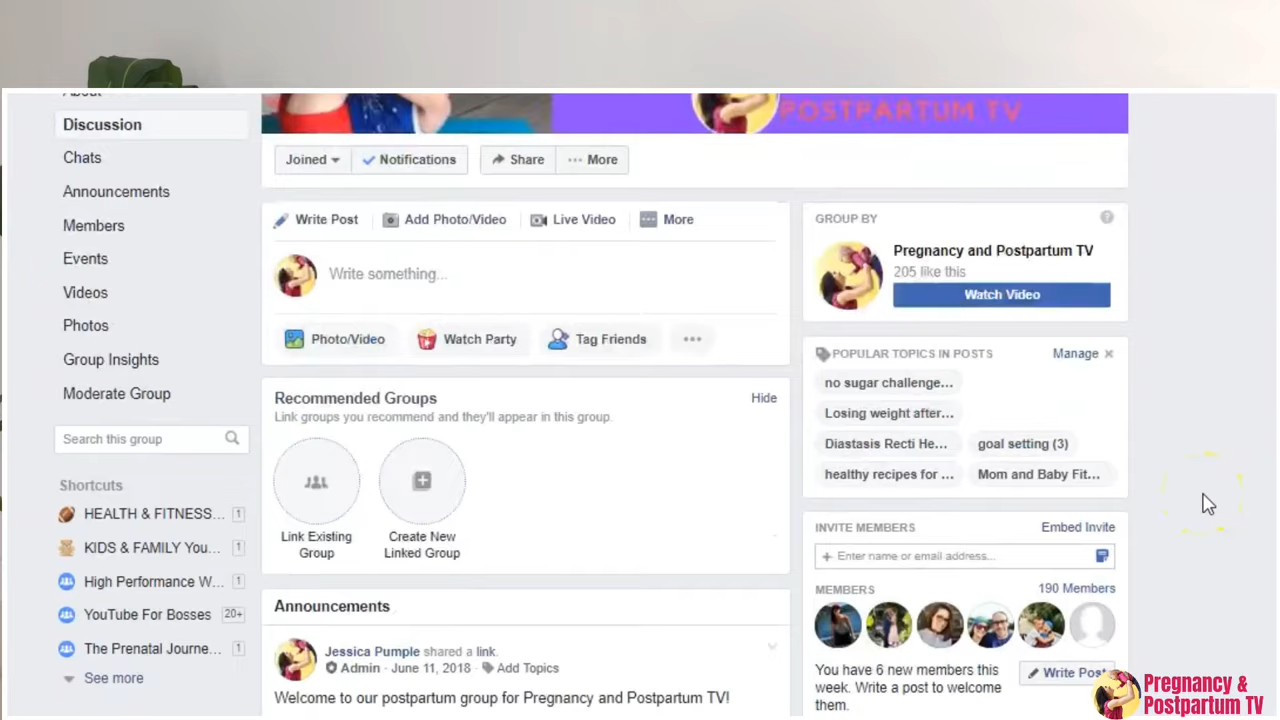 About
Discussion
Chats
Announcements
Members
Events
Videos
Photos
Group Insights
Moderate Group
Search this group
Shortcuts
HEALTH & FITNESS... 1
KIDS & FAMILY You... 1
High Performance W... 1
YouTube For Bosses 20+
The Prenatal Journe... 1
See more
POSTPARTUM TV
Joined Notifications Share ··· More
Write Post Add Photo/Video Live Video More
Write something...
Photo/Video Watch Party Tag Friends ...
Recommended Groups Hide
Link groups you recommend and they'll appear in this group.
Link Existing
Group
Create New
Linked Group
Announcements
Jessica Pumple shared a link.
Admin · June 11, 2018 · Add Topics
Welcome to our postpartum group for Pregnancy and Postpartum TV!
GROUP BY ?
Pregnancy and Postpartum TV
205 like this
Watch Video
POPULAR TOPICS IN POSTS Manage ×
no sugar challenge...
Losing weight after...
Diastasis Recti He... goal setting (3)
healthy recipes for ... Mom and Baby Fit...
INVITE MEMBERS Embed Invite
+ Enter name or email address...
MEMBERS 190 Members
You have 6 new members this
week. Write a post to welcome
them.
Write Post
Pregnancy &
Postpartum TV